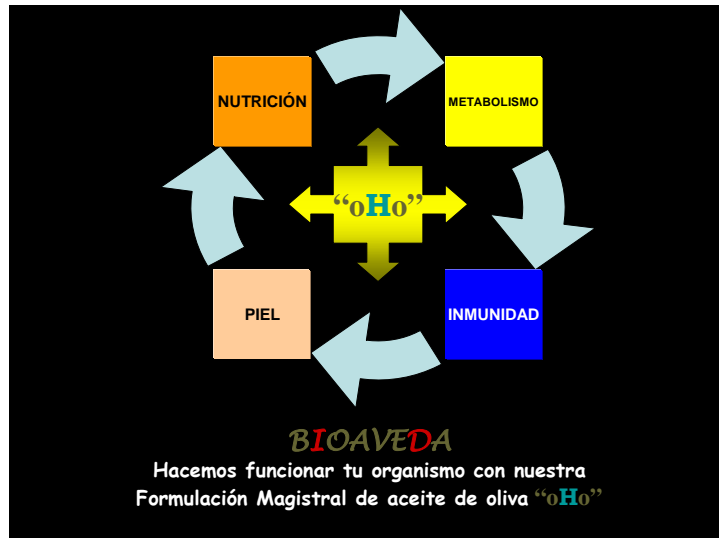 NUTRICIÓN
METABOLISMO
“oHo”
PIEL
INMUNIDAD
BIOAVEDA
Hacemos funcionar tu organismo con nuestra
Formulación Magistral de aceite de oliva “oHo”